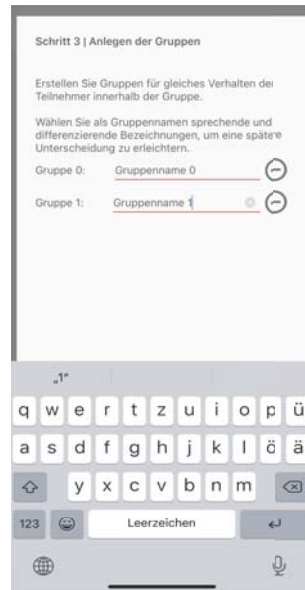 Schritt 3 | Anlegen der Gruppen
Erstellen Sie Gruppen für gleiches Verhalten der
Teilnehmer innerhalb der Gruppe.
Wählen Sie als Gruppennamen sprechende und
differenzierende Bezeichnungen, um eine spätere
Unterscheidung zu erleichtern.
Gruppe 0: Gruppenname 0
Gruppe 1: Gruppenname 1
„1“
q w e r t z u i o p ü
a s d f g h j k l ö ä
y x c v b n m
123 Leerzeichen